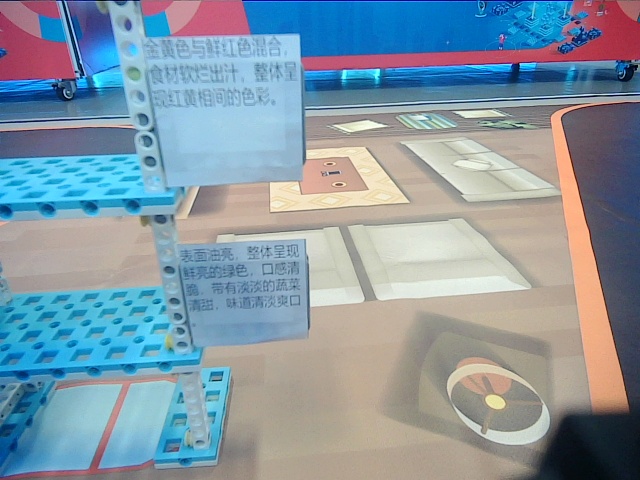 金黄色与鲜红色混合
食材软烂出汁，整体呈
现红黄相间的色彩。
表面油亮，整体呈现
鲜亮的绿色，口感清
脆，带有淡淡的蔬菜
清甜，味道清淡爽口